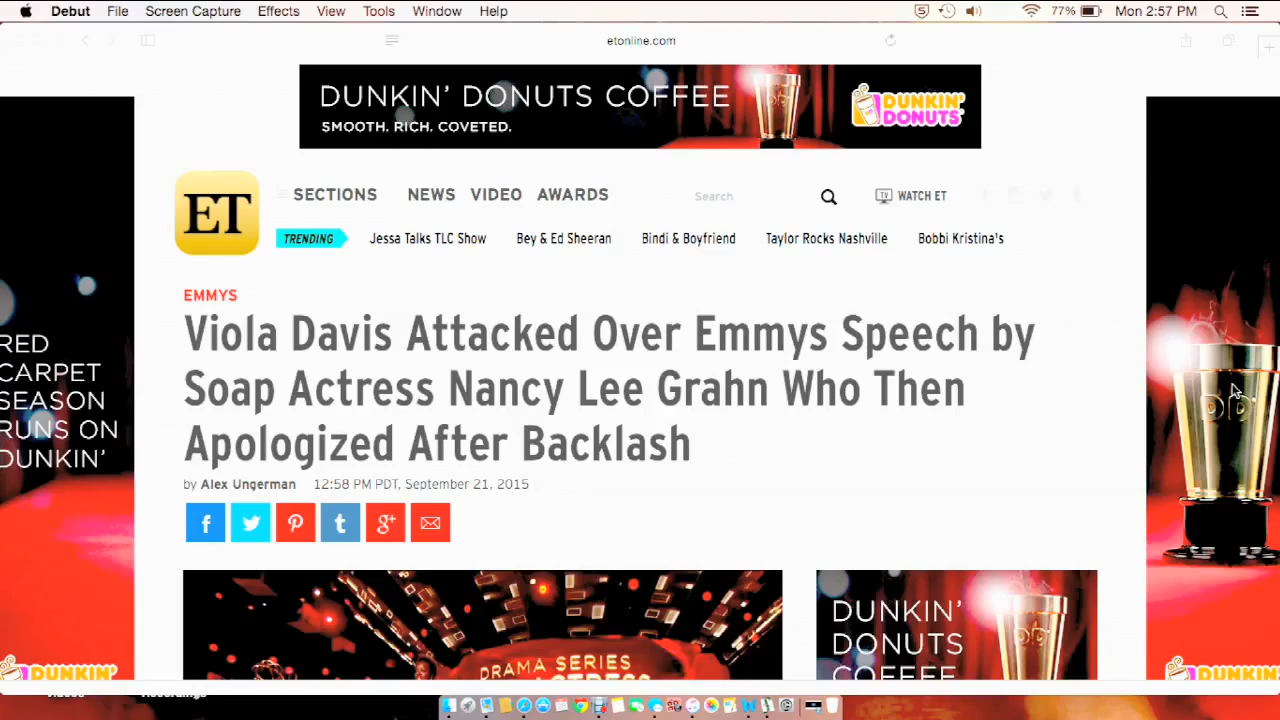 Debut File Screen Capture Effects View Tools Window Help 77% Mon 2:57 PM
etonline.com
DUNKIN' DONUTS COFFEE
SMOOTH. RICH. COVETED.
DUNKIN'
DONUTS
ET
SECTIONS NEWS VIDEO AWARDS Search TV WATCH ET
TRENDING Jessa Talks TLC Show Bey & Ed Sheeran Bindi & Boyfriend Taylor Rocks Nashville Bobbi Kristina's
EMMYS
Viola Davis Attacked Over Emmys Speech by
Soap Actress Nancy Lee Grahn Who Then
Apologized After Backlash
by Alex Ungerman 12:58 PM PDT, September 21, 2015
RED
CARPET
SEASON
RUNS ON
DUNKIN'
DD
DRAMA SERIES
ACTRESS
DUNKIN'
DONUTS
COFFEE
DUNKIN'
DUNKIN'